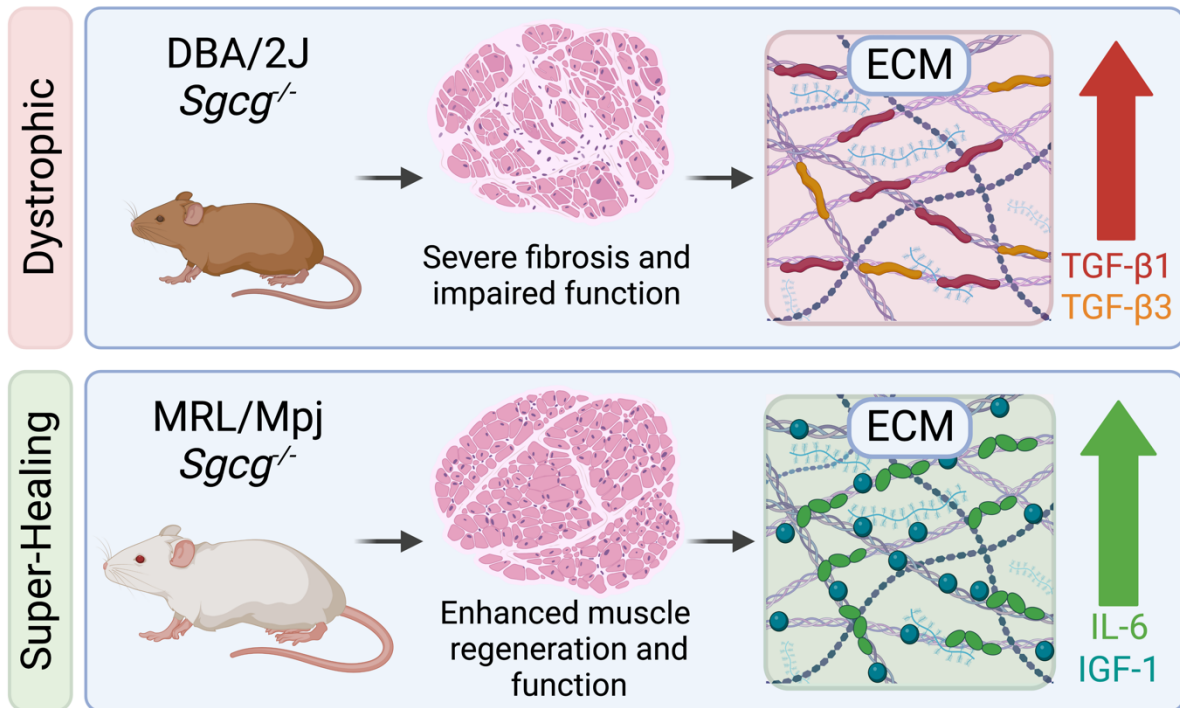 Dystrophic
DBA/2J
Sgcg-/-
Severe fibrosis and
impaired function
ECM
TGF-β1
TGF-β3
Super-Healing
MRL/Mpj
Sgcg-/-
Enhanced muscle
regeneration and
function
ECM
IL-6
IGF-1